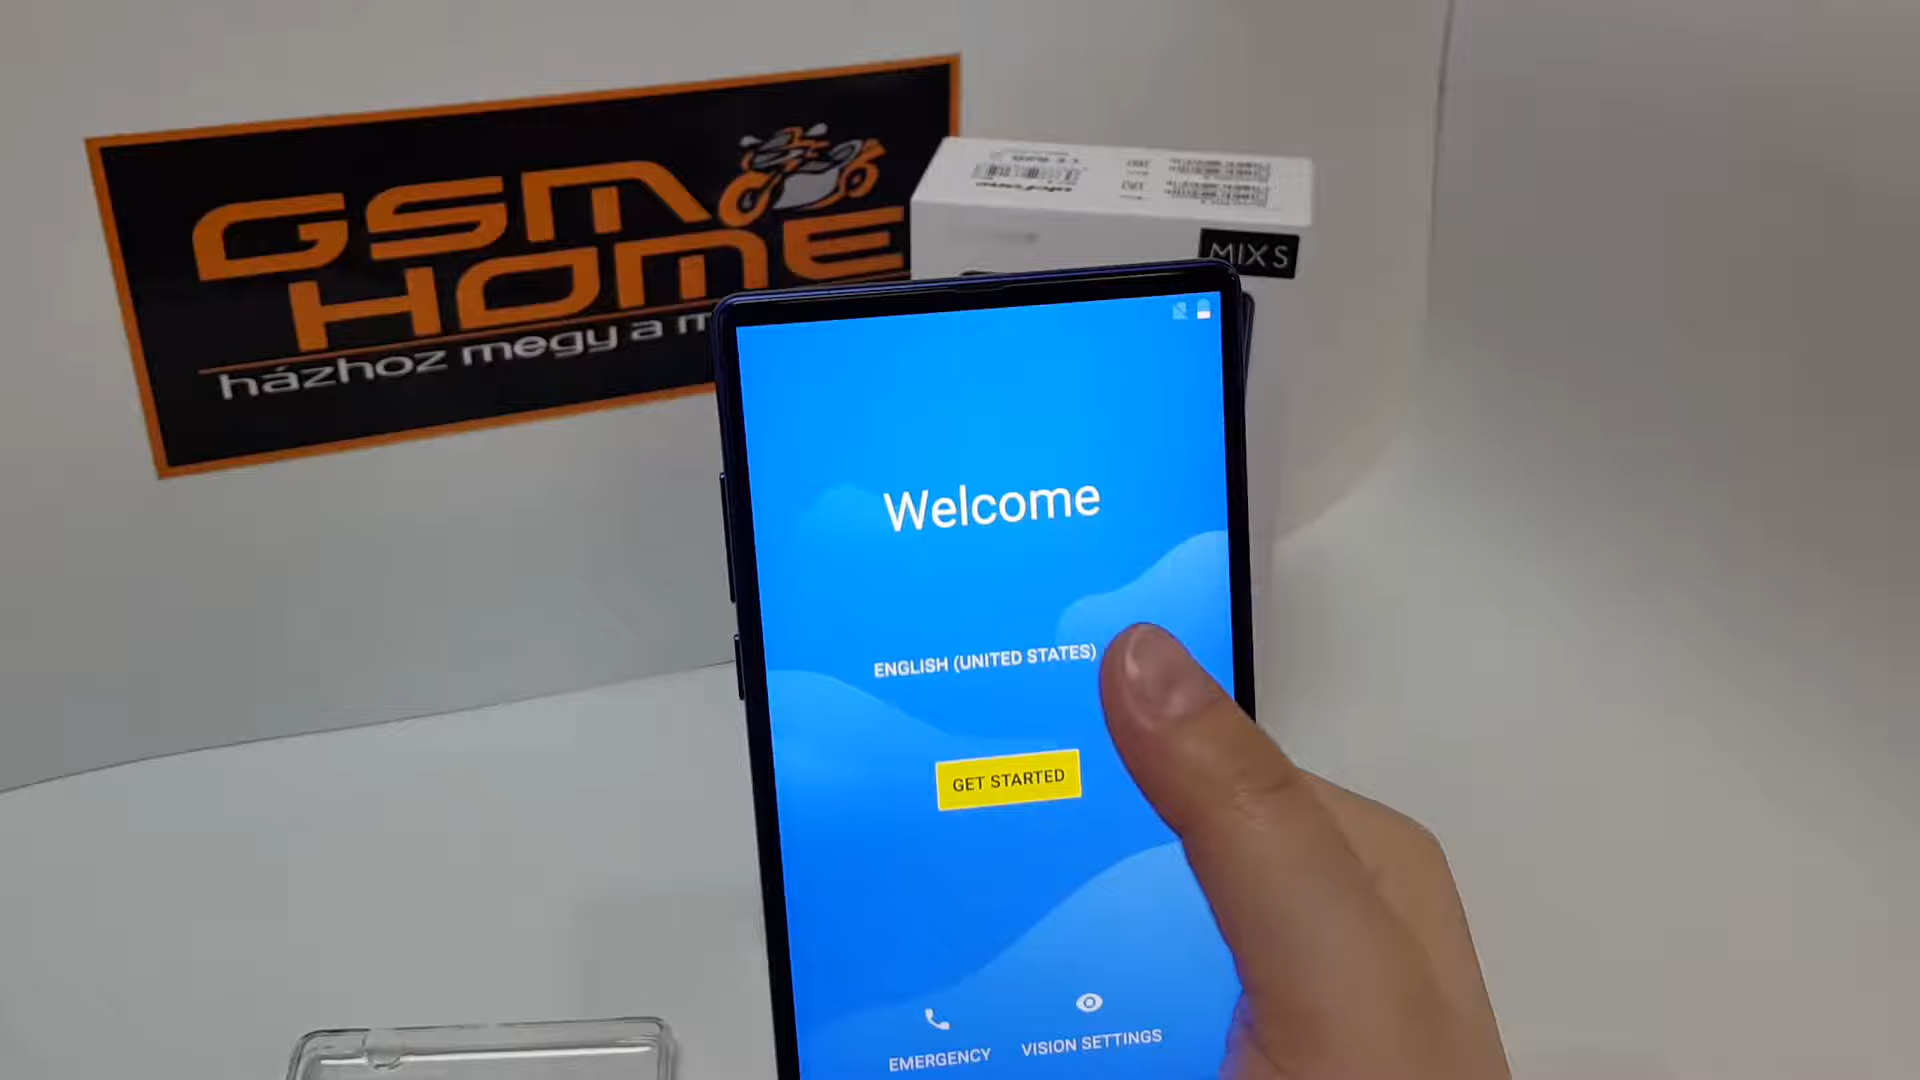 GSM
HOME
házhoz megy a m
MIX S
Welcome
ENGLISH (UNITED STATES)
GET STARTED
EMERGENCY
VISION SETTINGS